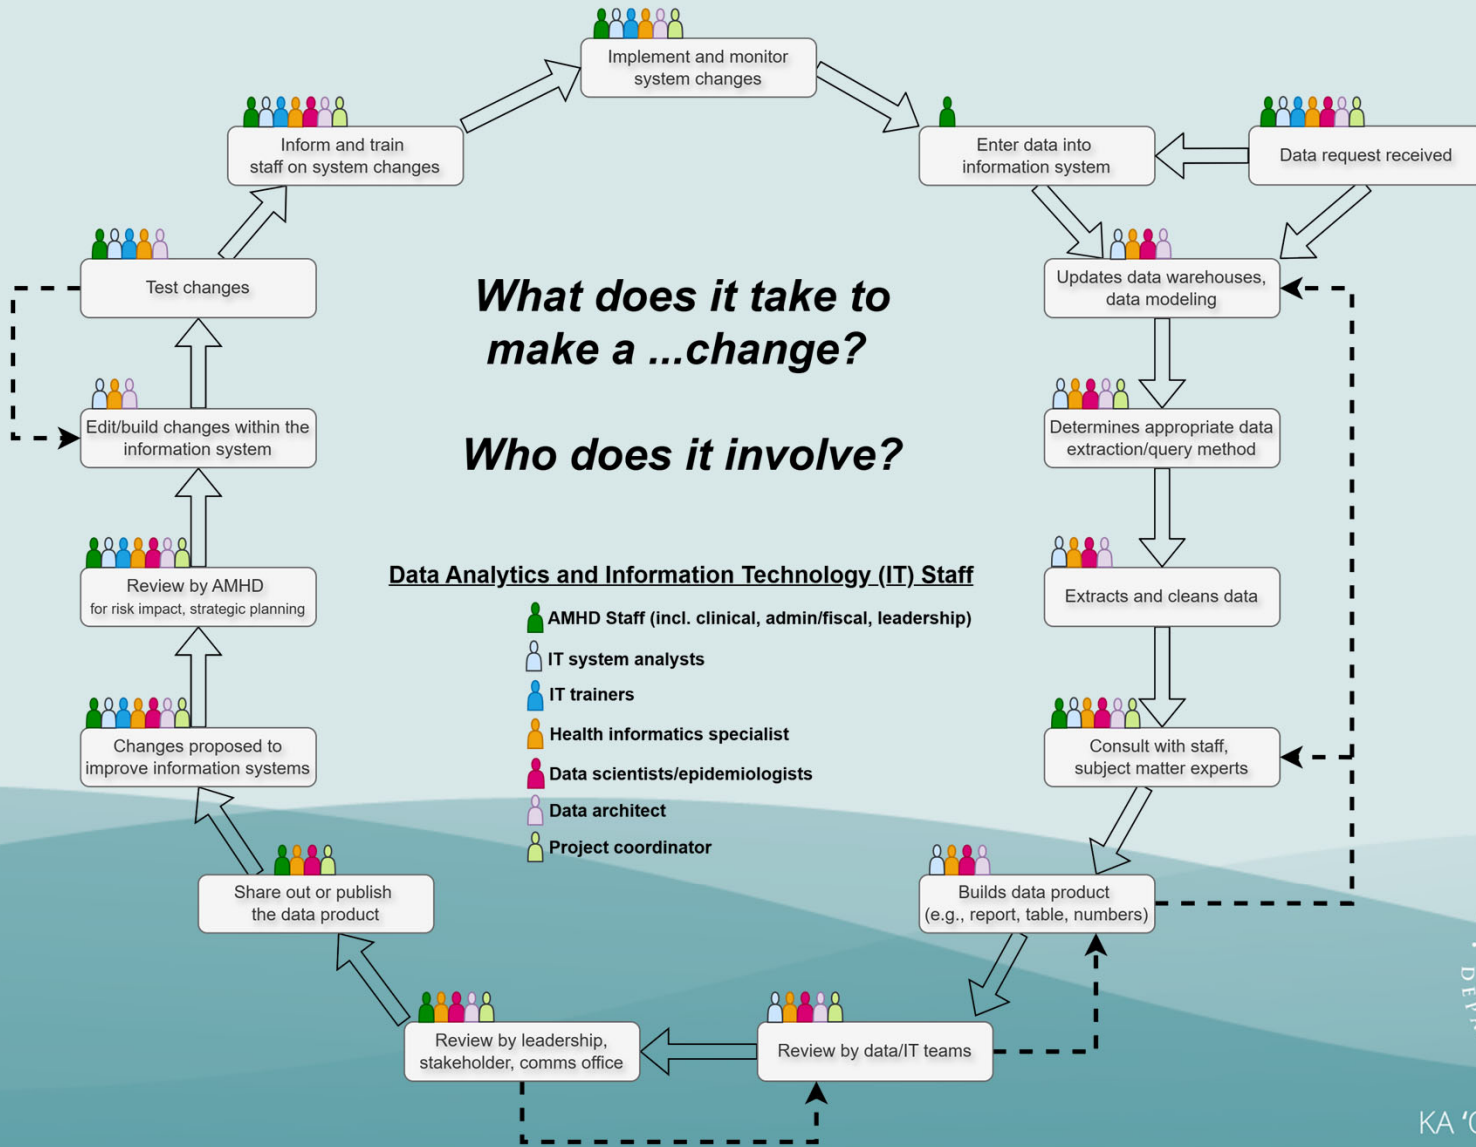 Implement and monitor
system changes
Inform and train
staff on system changes
Enter data into
information system
Data request received
Test changes
Updates data warehouses,
data modeling
What does it take to
make a ...change?
Who does it involve?
Edit/build changes within the
information system
Determines appropriate data
extraction/query method
Review by AMHD
for risk impact, strategic planning
Extracts and cleans data
Data Analytics and Information Technology (IT) Staff
AMHD Staff (incl. clinical, admin/fiscal, leadership)
IT system analysts
IT trainers
Health informatics specialist
Data scientists/epidemiologists
Data architect
Project coordinator
Changes proposed to
improve information systems
Consult with staff,
subject matter experts
Share out or publish
the data product
Builds data product
(e.g., report, table, numbers)
Review by leadership,
stakeholder, comms office
Review by data/IT teams
KA